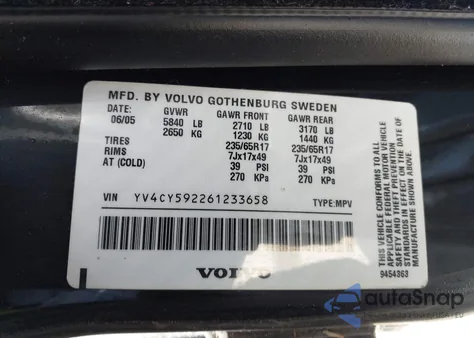 MFD. BY VOLVO GOTHENBURG SWEDEN
DATE: GVWR GAWR FRONT GAWR REAR
06/05 5840 LB 2710 LB 3170 LB
2650 KG 1230 KG 1440 KG
TIRES 235/65R17 235/65R17
RIMS 7Jx17x49 7Jx17x49
AT (COLD) 39 PSI 39 PSI
270 KPa 270 KPa
VIN YV4CY592261233658 TYPE:MPV
VOLVO
THIS VEHICLE CONFORMS TO ALL
APPLICABLE FEDERAL MOTOR VEHICLE
SAFETY AND THEFT PREVENTION
STANDARDS IN EFFECT ON THE DATE
OF MANUFACTURE SHOWN ABOVE.
9454363
autoSnap